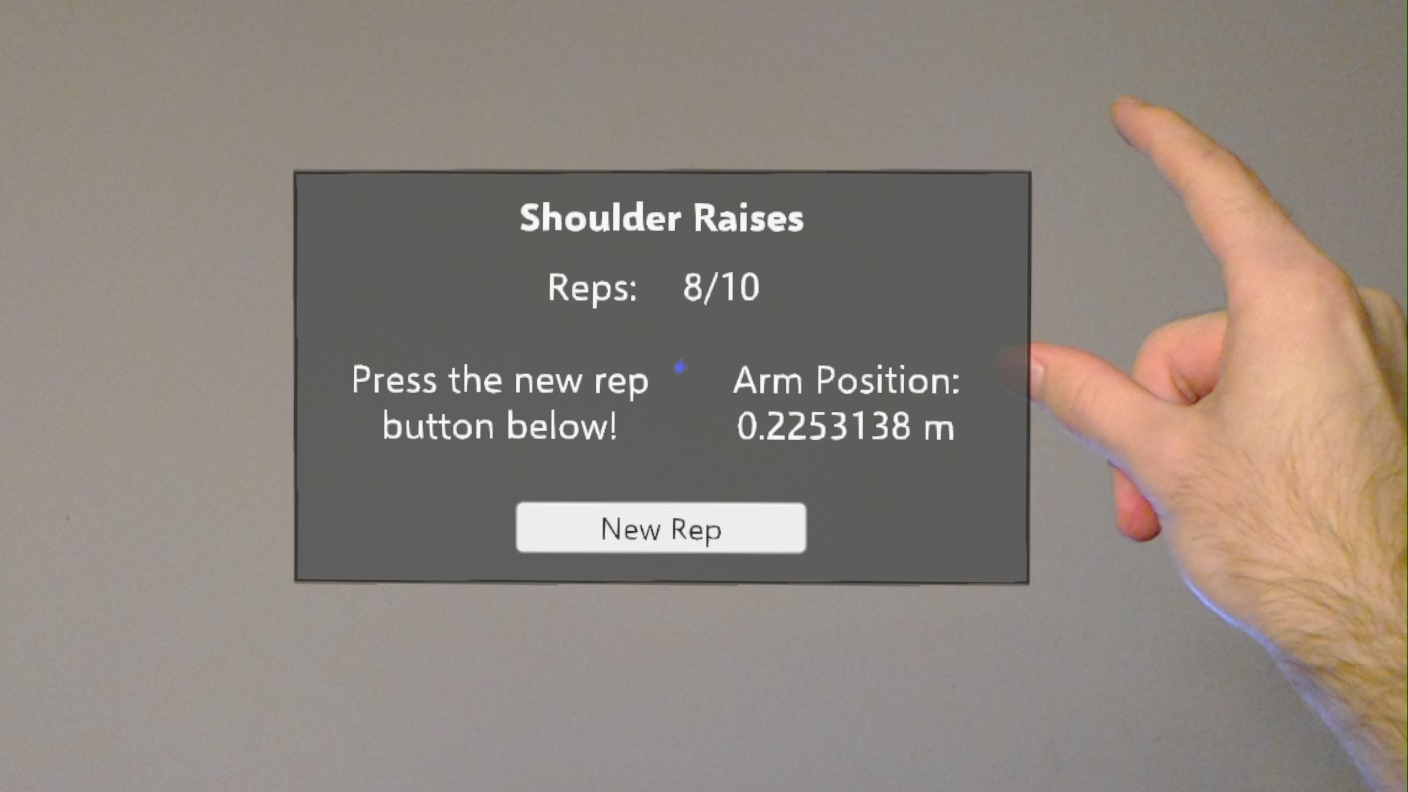 Shoulder Raises
Reps: 8/10
Press the new rep
button below!
Arm Position:
0.2253138 m
New Rep